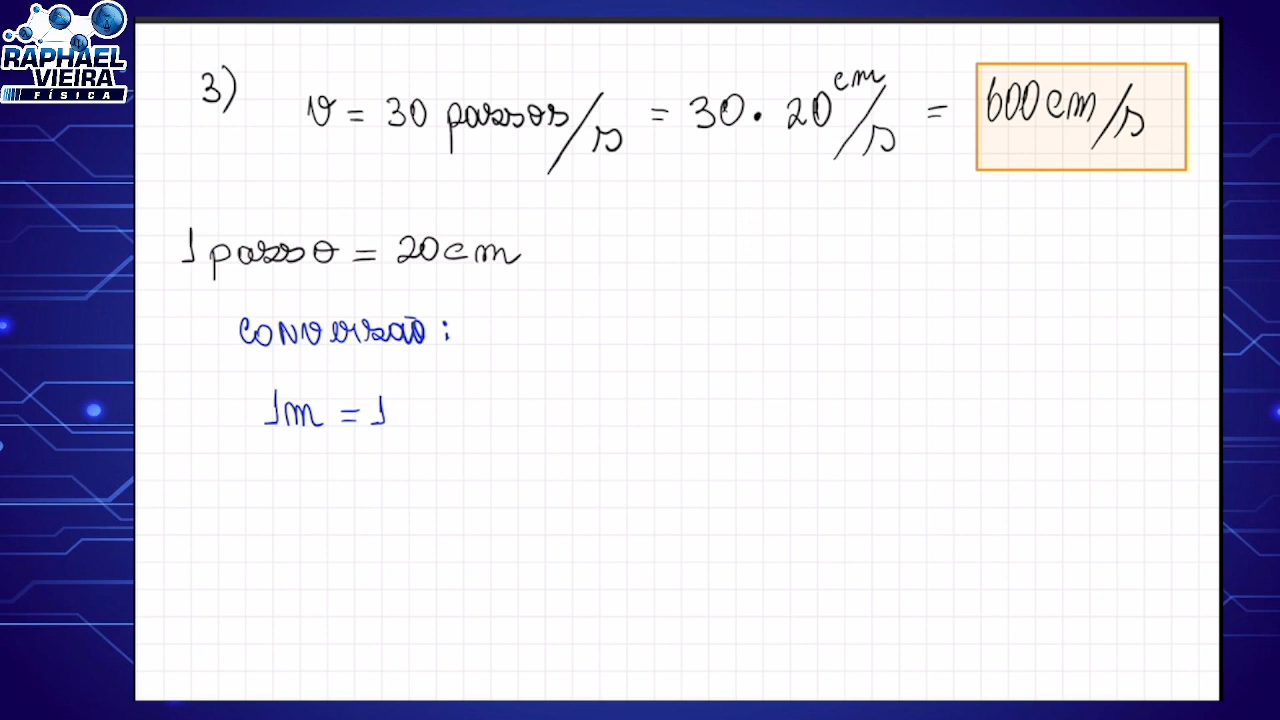 RAPHAEL
VIEIRA
FÍSICA
3) v = 30 passos/s = 30 . 20 cm/s = 600 cm/s
1 passo = 20 cm
conversão:
1m = 1